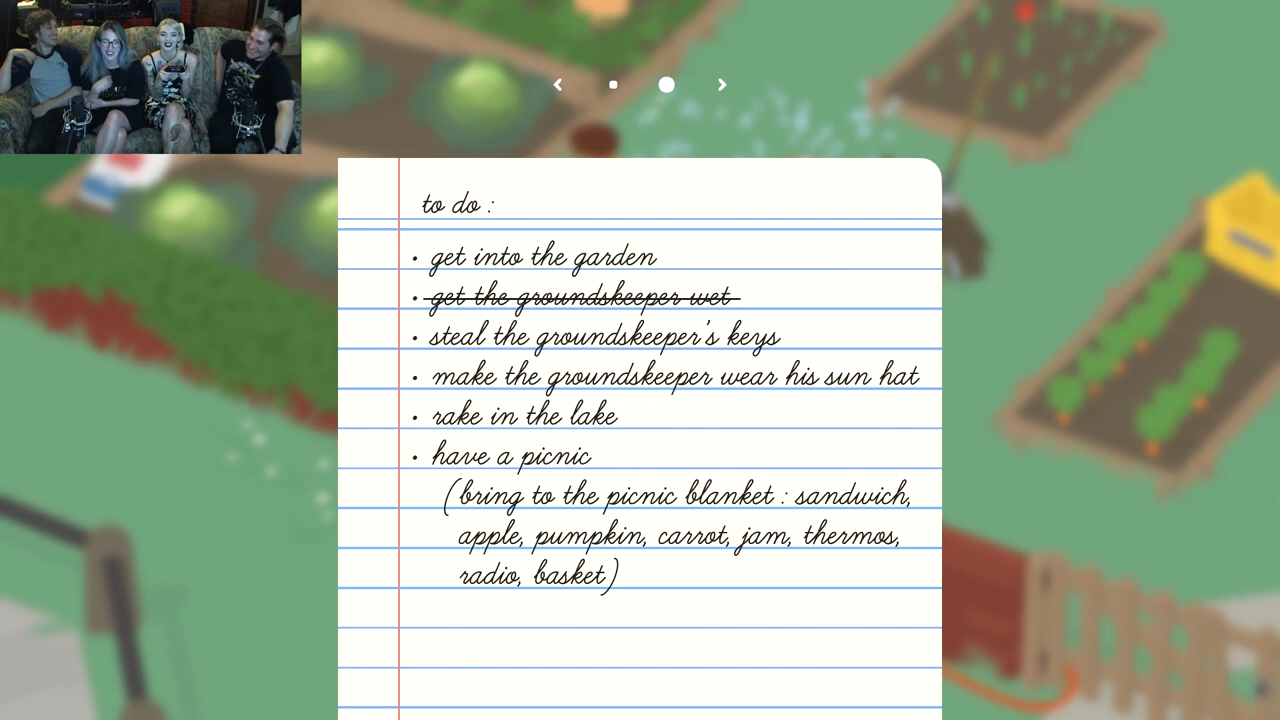 to do :
• get into the garden
• get the groundskeeper wet
• steal the groundskeeper's keys
• make the groundskeeper wear his sun hat
• rake in the lake
• have a picnic
(bring to the picnic blanket : sandwich,
apple, pumpkin, carrot, jam, thermos,
radio, basket)